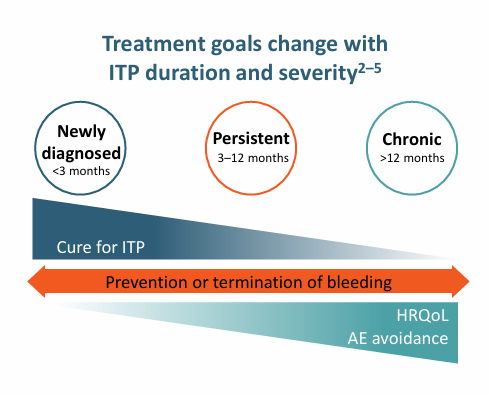 Treatment goals change with
ITP duration and severity²⁻⁵
Newly
diagnosed
<3 months
Persistent
3–12 months
Chronic
>12 months
Cure for ITP
Prevention or termination of bleeding
HRQoL
AE avoidance